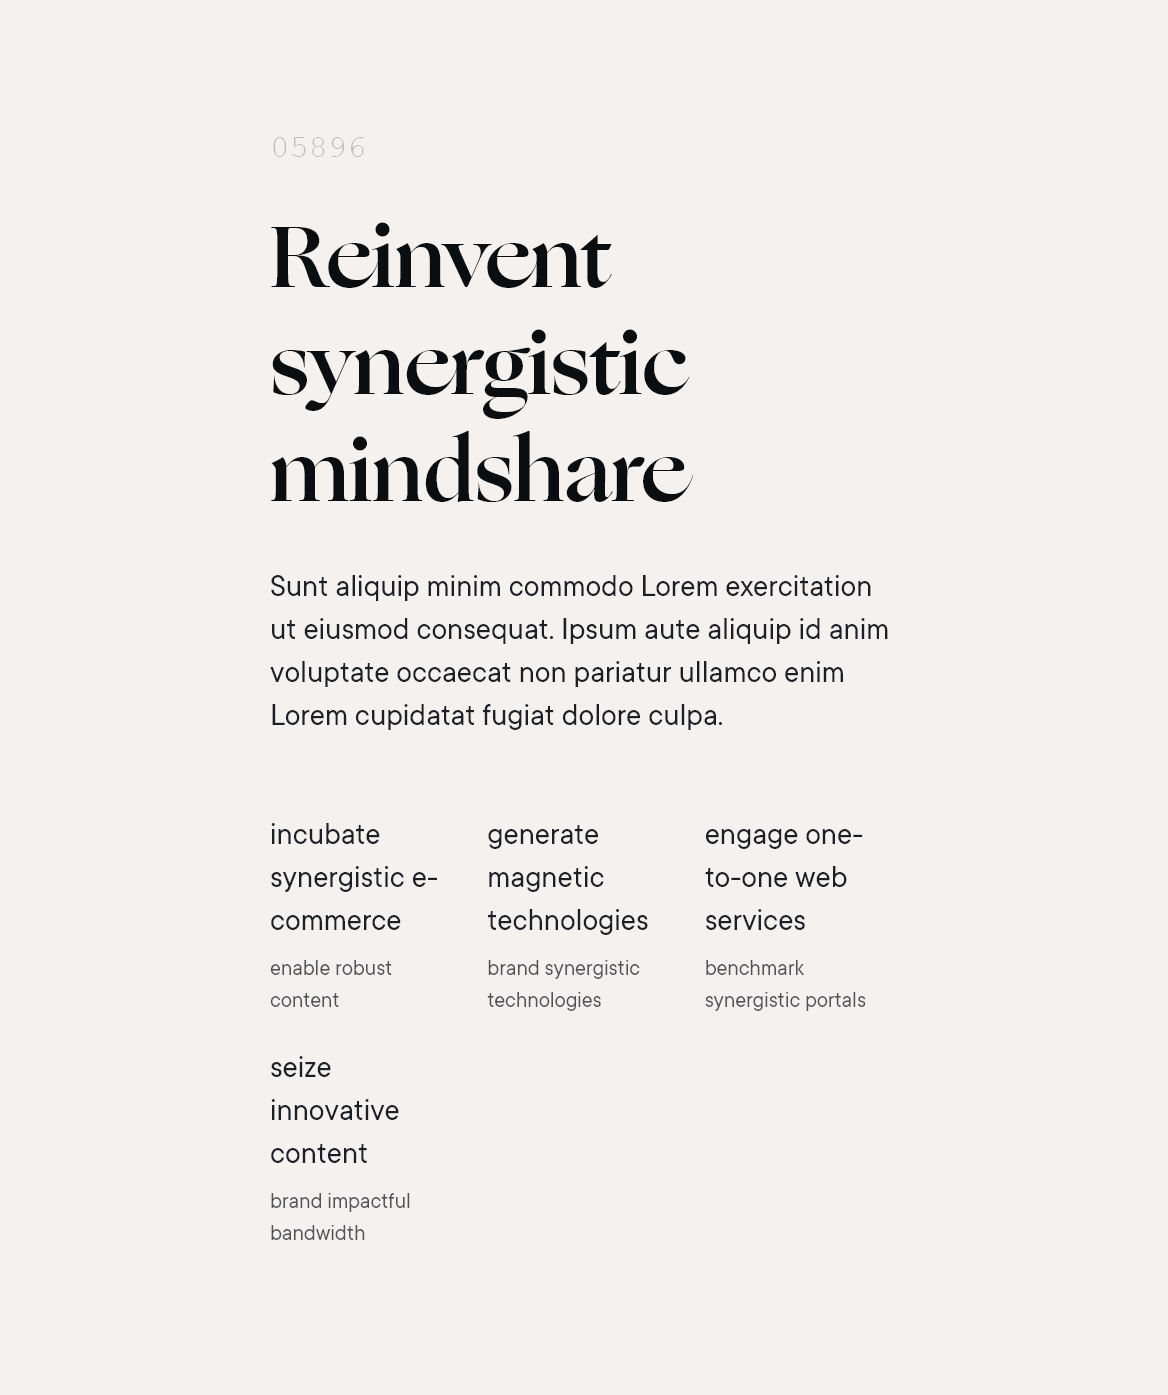 05896
Reinvent
synergistic
mindshare
Sunt aliquip minim commodo Lorem exercitation
ut eiusmod consequat. Ipsum aute aliquip id anim
voluptate occaecat non pariatur ullamco enim
Lorem cupidatat fugiat dolore culpa.
incubate
synergistic e-
commerce
enable robust
content
generate
magnetic
technologies
brand synergistic
technologies
engage one-
to-one web
services
benchmark
synergistic portals
seize
innovative
content
brand impactful
bandwidth